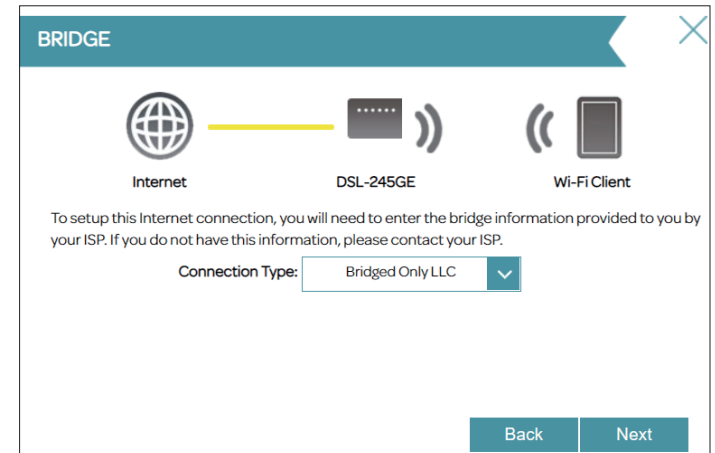 BRIDGE
Internet
DSL-245GE
Wi-Fi Client
To setup this Internet connection, you will need to enter the bridge information provided to you by
your ISP. If you do not have this information, please contact your ISP.
Connection Type: Bridged Only LLC
Back Next